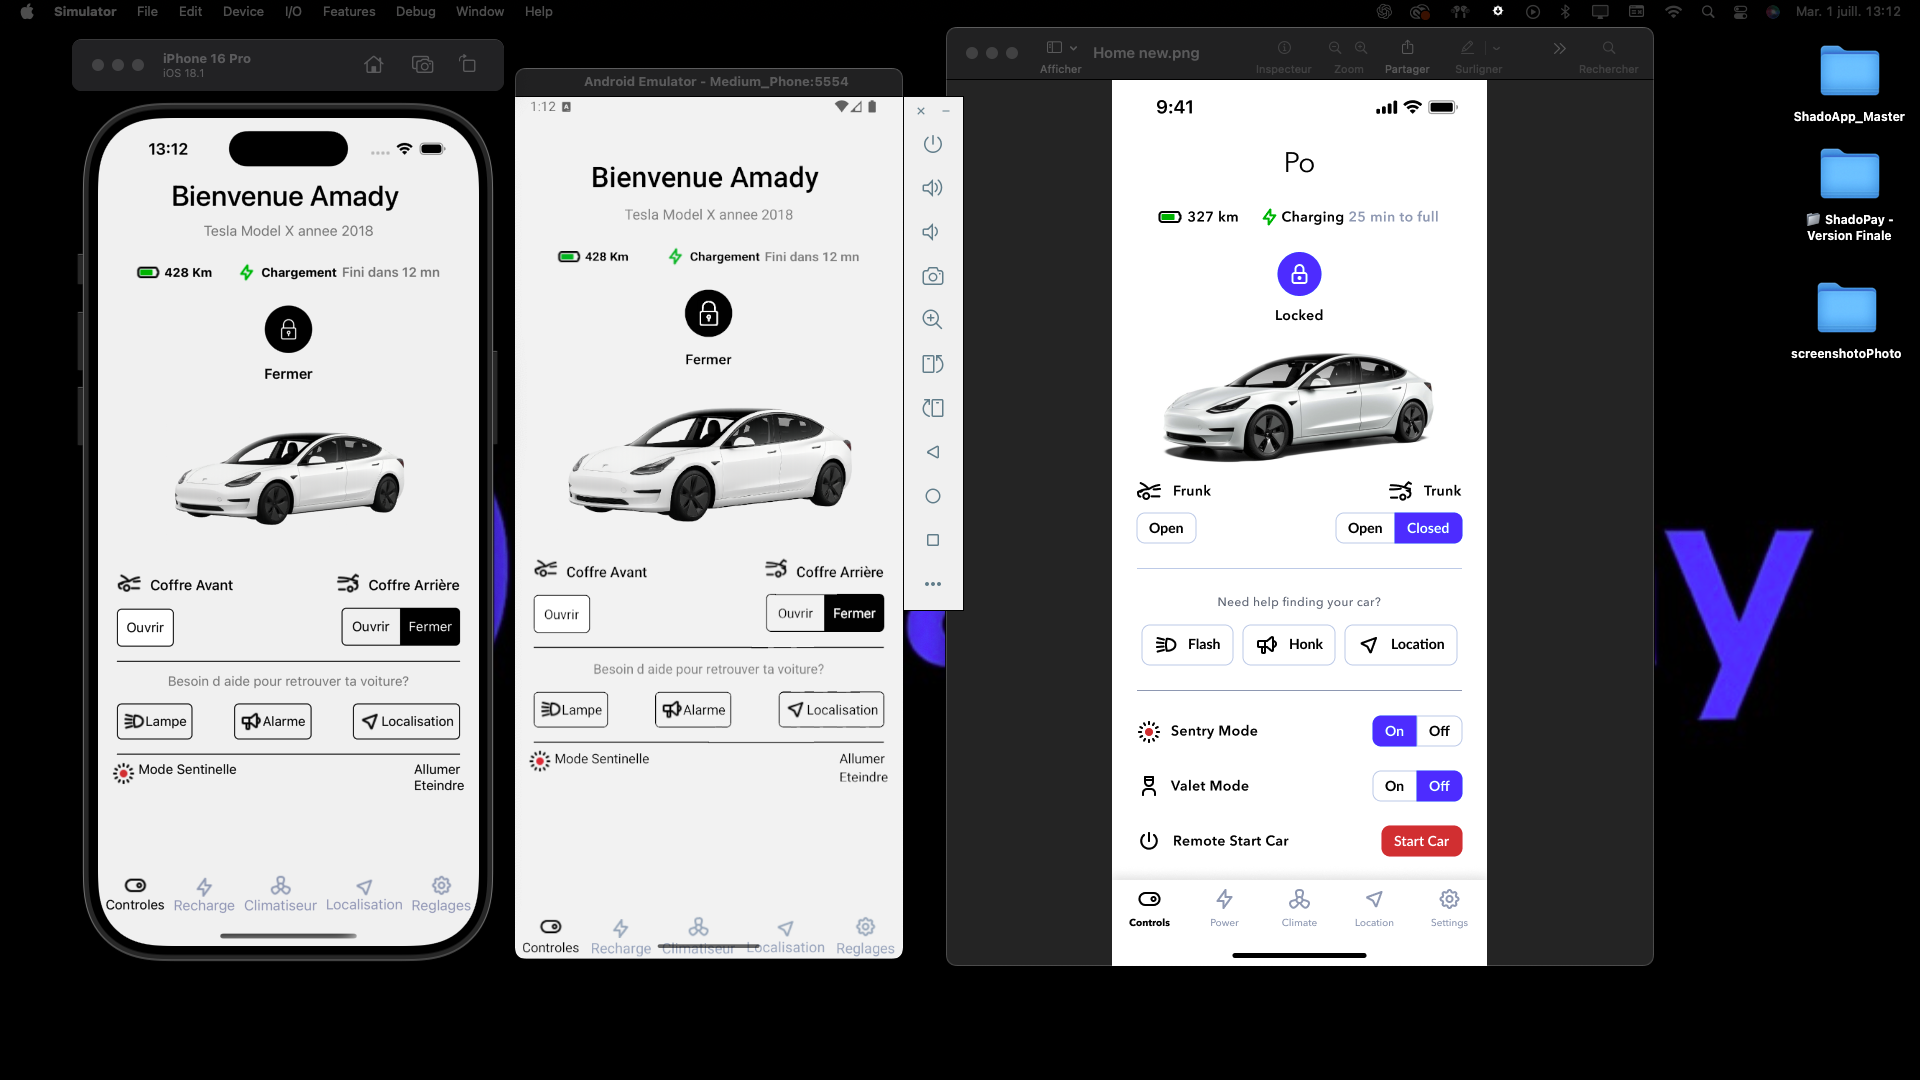 Simulator File Edit Device I/O Features Debug Window Help
Mar. 1 juill. 13:12
iPhone 16 Pro
iOS 18.1
13:12
Bienvenue Amady
Tesla Model X annee 2018
428 Km Chargement Fini dans 12 mn
Fermer
Coffre Avant Coffre Arrière
Ouvrir Ouvrir Fermer
Besoin d aide pour retrouver ta voiture?
Lampe Alarme Localisation
Mode Sentinelle Allumer
Eteindre
Controles Recharge Climatiseur Localisation Reglages
Android Emulator - Medium_Phone:5554
1:12
Bienvenue Amady
Tesla Model X annee 2018
428 Km Chargement Fini dans 12 mn
Fermer
Coffre Avant Coffre Arrière
Ouvrir Ouvrir Fermer
Besoin d aide pour retrouver ta voiture?
Lampe Alarme Localisation
Mode Sentinelle Allumer
Eteindre
Controles Recharge Climatiseur Localisation Reglages
Home new.png
Afficher Inspecteur Zoom Partager Surligner Rechercher
9:41
Po
327 km Charging 25 min to full
Locked
Frunk Trunk
Open Open Closed
Need help finding your car?
Flash Honk Location
Sentry Mode On Off
Valet Mode On Off
Remote Start Car Start Car
Controls Power Climate Location Settings
ShadoApp_Master
ShadoPay -
Version Finale
screenshotoPhoto
y